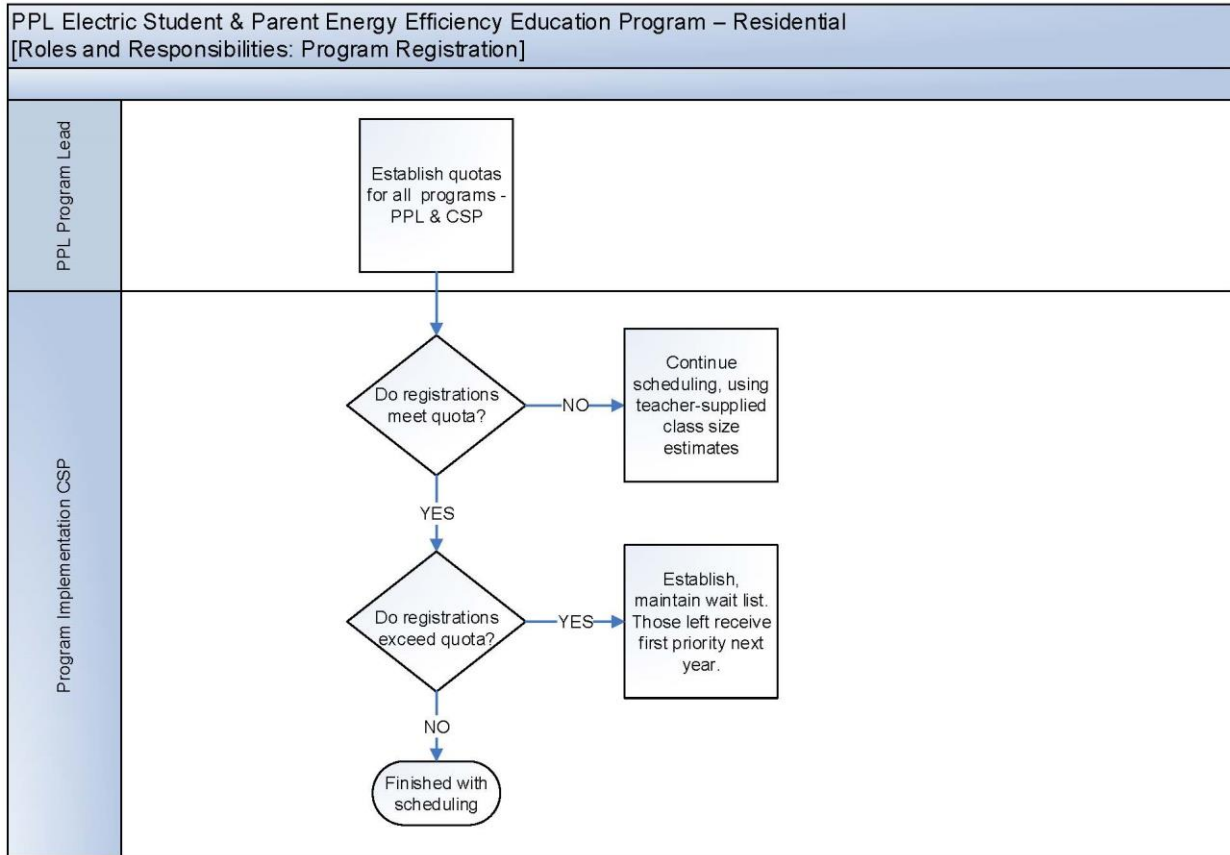 PPL Electric Student & Parent Energy Efficiency Education Program – Residential
[Roles and Responsibilities: Program Registration]
PPL Program Lead
Establish quotas
for all programs -
PPL & CSP
Program Implementation CSP
Do registrations
meet quota?
NO
Continue
scheduling, using
teacher-supplied
class size
estimates
YES
Do registrations
exceed quota?
YES
Establish,
maintain wait list.
Those left receive
first priority next
year.
NO
Finished with
scheduling